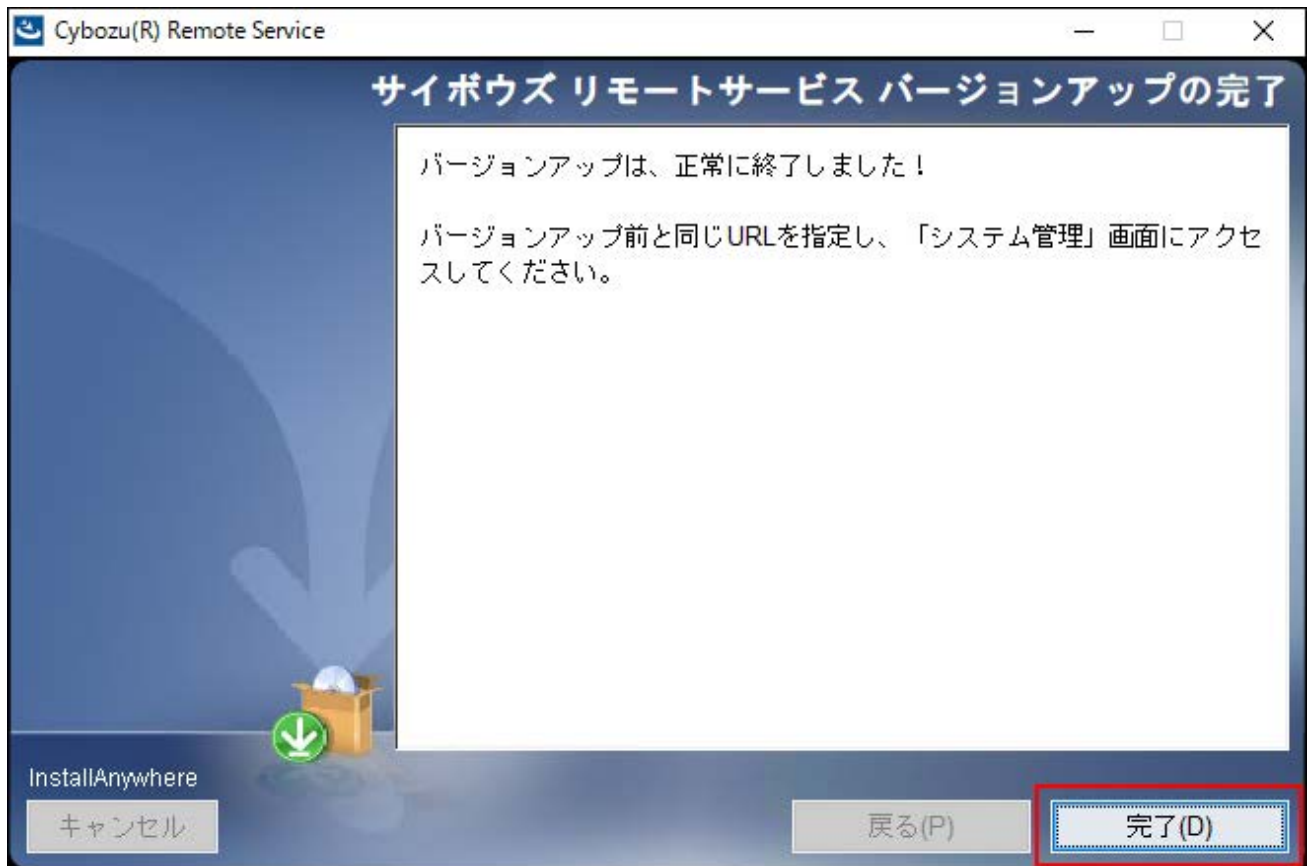 Cybozu(R) Remote Service
サイボウズ リモートサービス バージョンアップの完了
バージョンアップは、正常に終了しました！
バージョンアップ前と同じURLを指定し、「システム管理」画面にアクセ
スしてください。
InstallAnywhere
キャンセル
戻る(P)
完了(D)